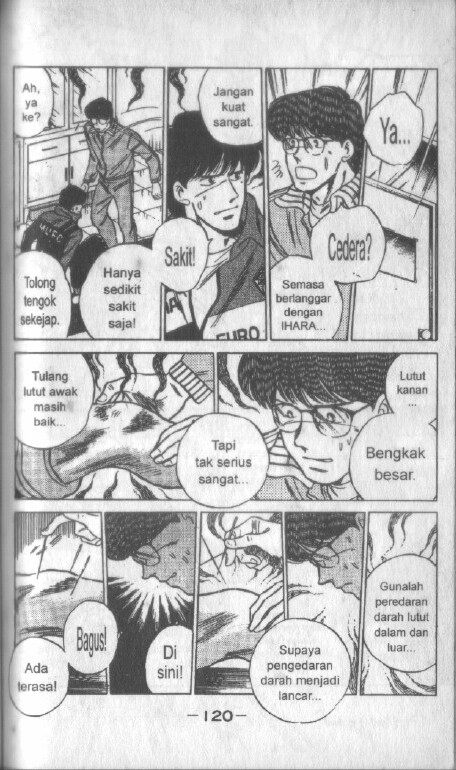 Ya...
Cedera?
Semasa
berlanggar
dengan
IHARA...
Jangan
kuat
sangat.
Sakit!
EURO
Hanya
sedikit
sakit
saja!
Ah,
ya
ke?
Tolong
tengok
sekejap.
Lutut
kanan
...
Bengkak
besar.
Tulang
lutut awak
masih
baik...
Tapi
tak serius
sangat...
Gunalah
peredaran
darah lutut
dalam dan
luar...
Supaya
pengedaran
darah menjadi
lancar...
Di
sini!
Bagus!
Ada
terasa!
—120—